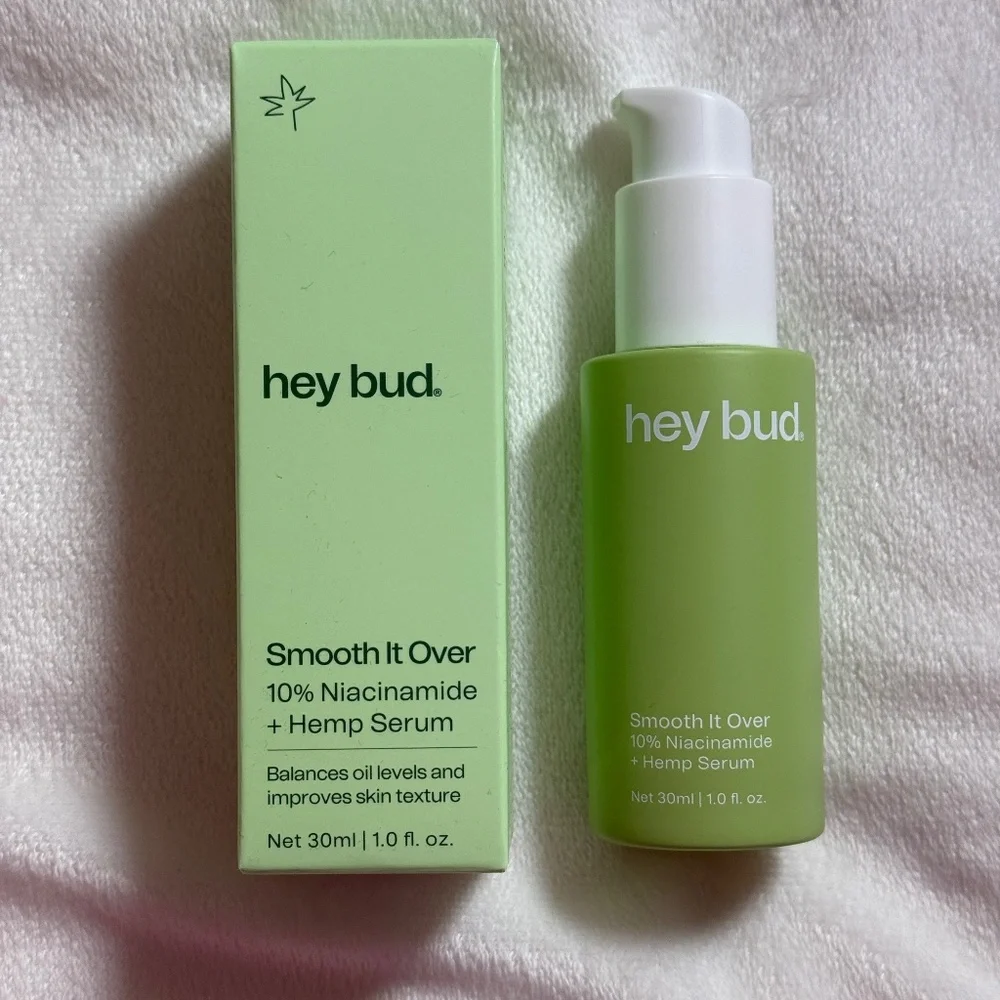 hey bud®
Smooth It Over
10% Niacinamide
+ Hemp Serum
Balances oil levels and
improves skin texture
Net 30ml | 1.0 fl. oz.
hey bud®
Smooth It Over
10% Niacinamide
+ Hemp Serum
Net 30ml | 1.0 fl. oz.